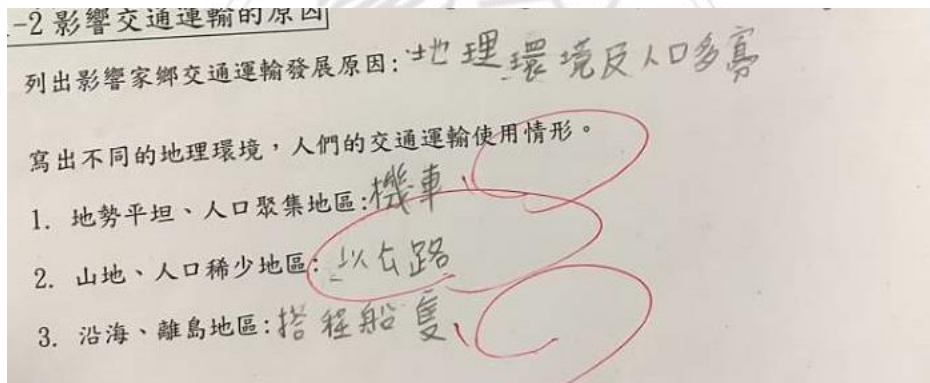 -2 影響交通運輸的原因
列出影響家鄉交通運輸發展原因:地理環境及人口多寡
寫出不同的地理環境,人們的交通運輸使用情形。
1. 地勢平坦、人口聚集地區:機車、
2. 山地、人口稀少地區:以公路
3. 沿海、離島地區:搭程船隻、